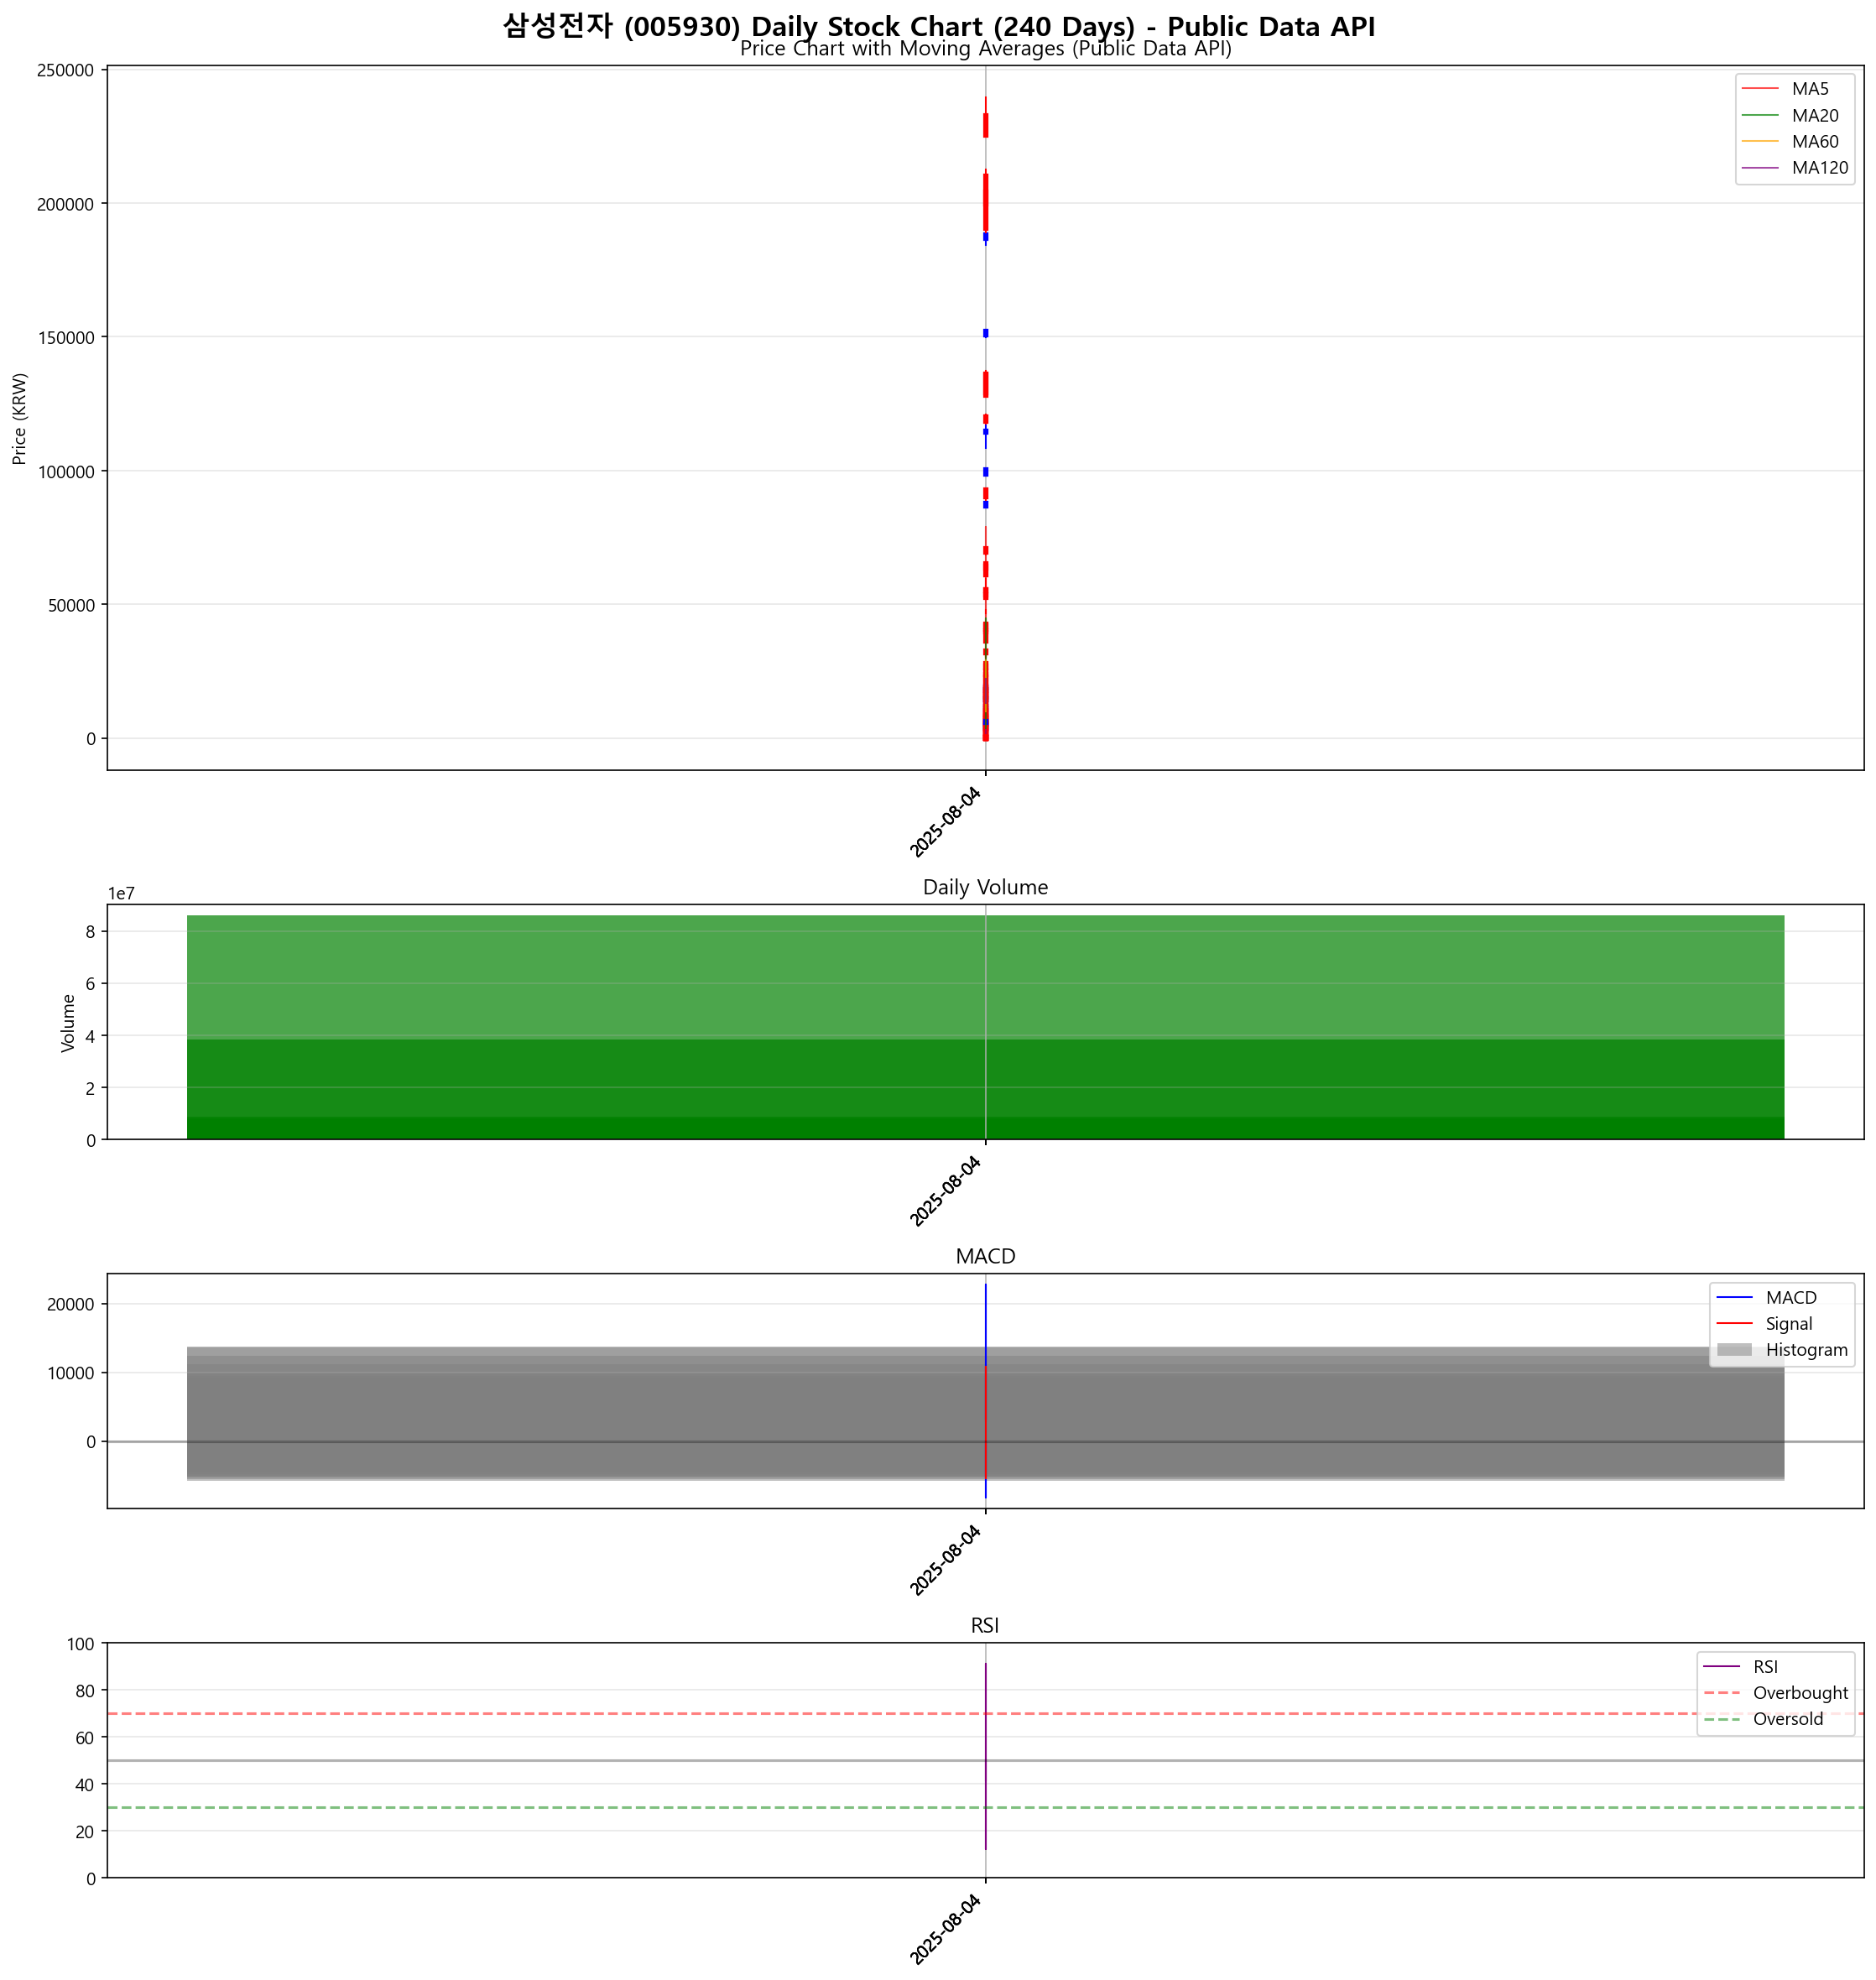 삼성전자 (005930) Daily Stock Chart (240 Days) - Public Data API
Price Chart with Moving Averages (Public Data API)
250000
200000
150000
100000
50000
0
Price (KRW)
MA5
MA20
MA60
MA120
2025-08-04
Daily Volume
1e7
8
6
4
2
0
Volume
2025-08-04
MACD
20000
10000
0
MACD
Signal
Histogram
2025-08-04
RSI
100
80
60
40
20
0
RSI
Overbought
Oversold
2025-08-04